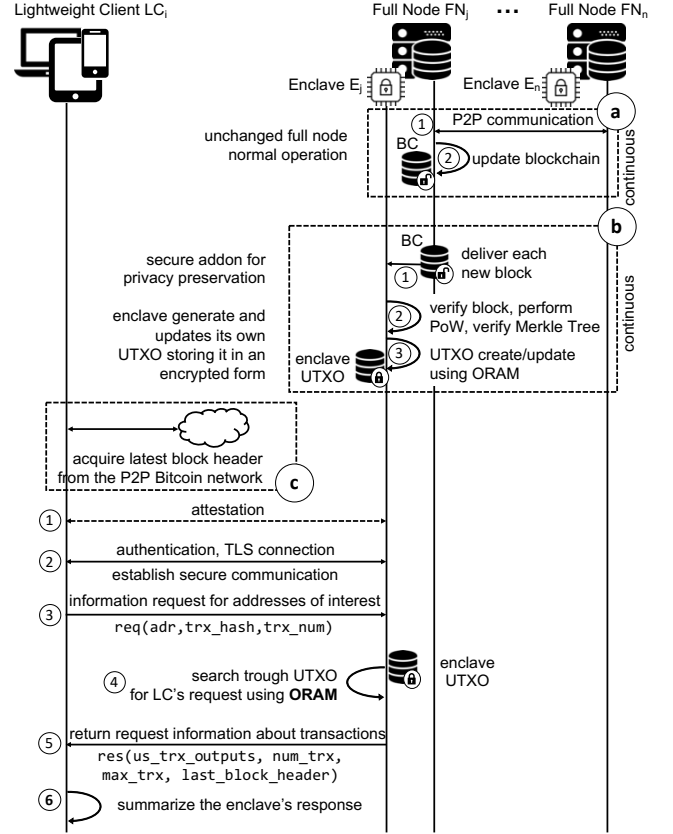 Lightweight Client LCi
Full Node FNj
...
Full Node FNn
Enclave Ej
Enclave En
a
1
P2P communication
unchanged full node
normal operation
BC
2
update blockchain
continuous
b
BC
secure addon for
privacy preservation
deliver each
new block
1
enclave generate and
updates its own
UTXO storing it in an
encrypted form
2
verify block, perform
PoW, verify Merkle Tree
continuous
3
UTXO create/update
using ORAM
enclave
UTXO
acquire latest block header
from the P2P Bitcoin network
c
1
attestation
2
authentication, TLS connection
establish secure communication
3
information request for addresses of interest
req(adr,trx_hash,trx_num)
4
search trough UTXO
for LC's request using ORAM
enclave
UTXO
5
return request information about transactions
res(us_trx_outputs, num_trx,
max_trx, last_block_header)
6
summarize the enclave's response